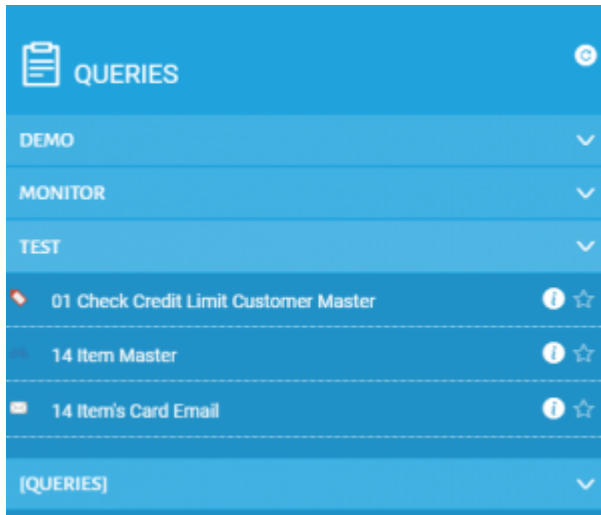 QUERIES
DEMO
MONITOR
TEST
01 Check Credit Limit Customer Master
14 Item Master
14 Item's Card Email
[QUERIES]